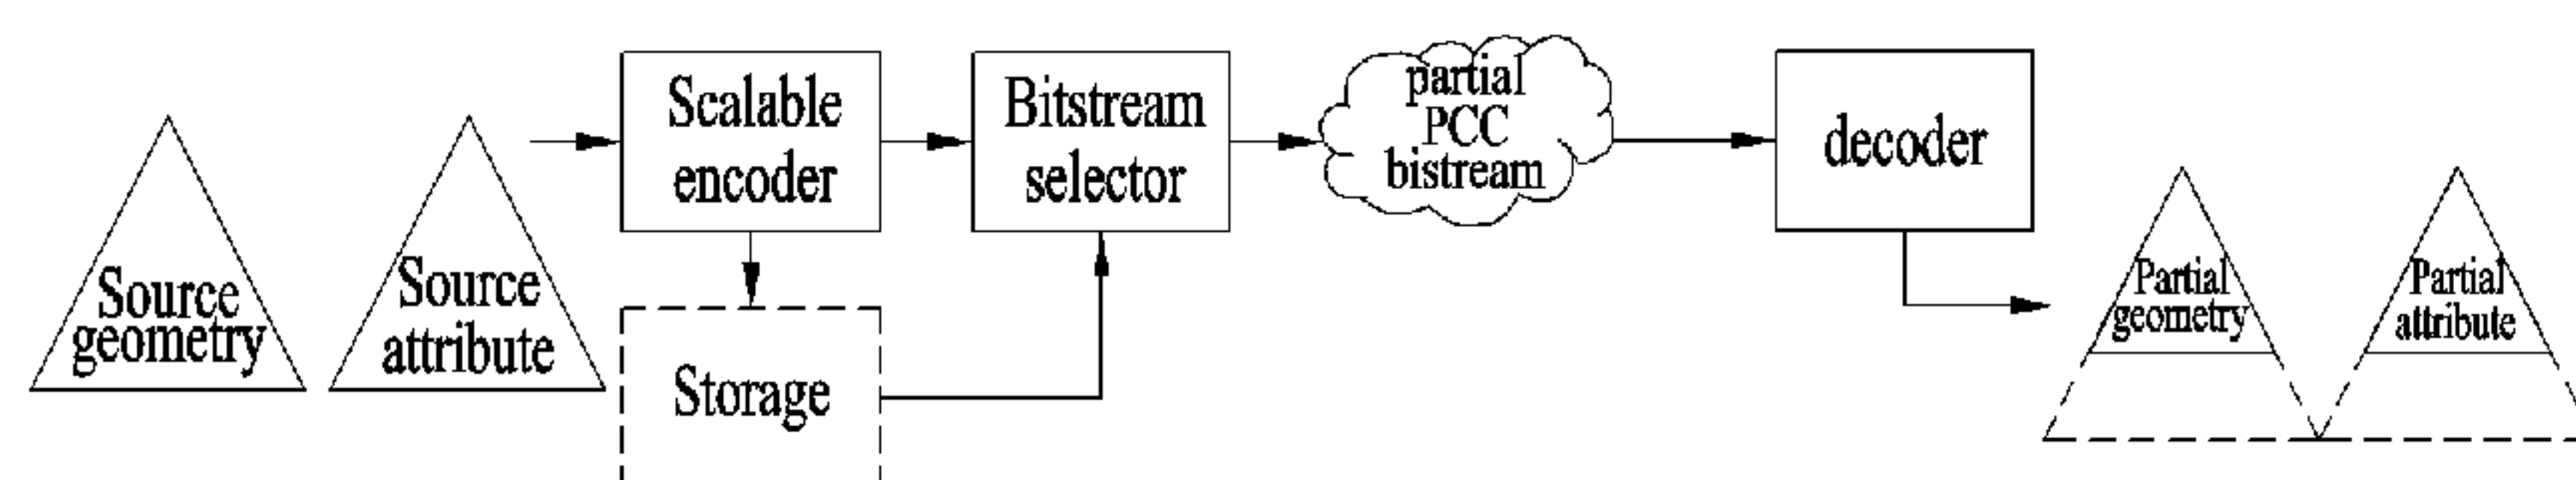 Source
geometry
Source
attribute
Scalable
encoder
Storage
Bitstream
selector
partial
PCC
bistream
decoder
Partial
geometry
Partial
attribute